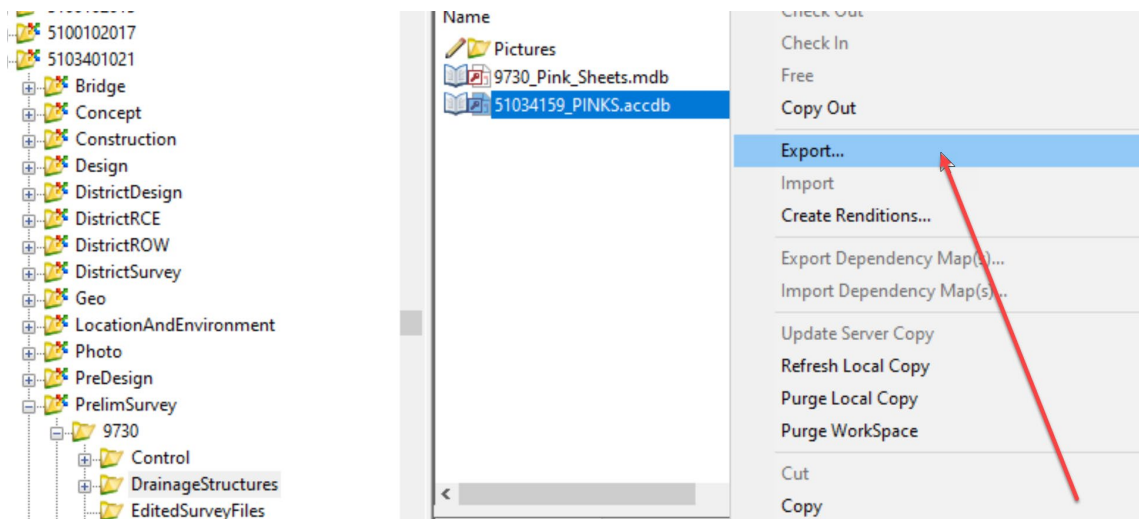 5100102017
5103401021
Bridge
Concept
Construction
Design
DistrictDesign
DistrictRCE
DistrictROW
DistrictSurvey
Geo
LocationAndEnvironment
Photo
PreDesign
PrelimSurvey
9730
Control
DrainageStructures
EditedSurveyFiles
Name
Pictures
9730_Pink_Sheets.mdb
51034159_PINKS.accdb
Check Out
Check In
Free
Copy Out
Export...
Import
Create Renditions...
Export Dependency Map(s)...
Import Dependency Map(s)...
Update Server Copy
Refresh Local Copy
Purge Local Copy
Purge WorkSpace
Cut
Copy